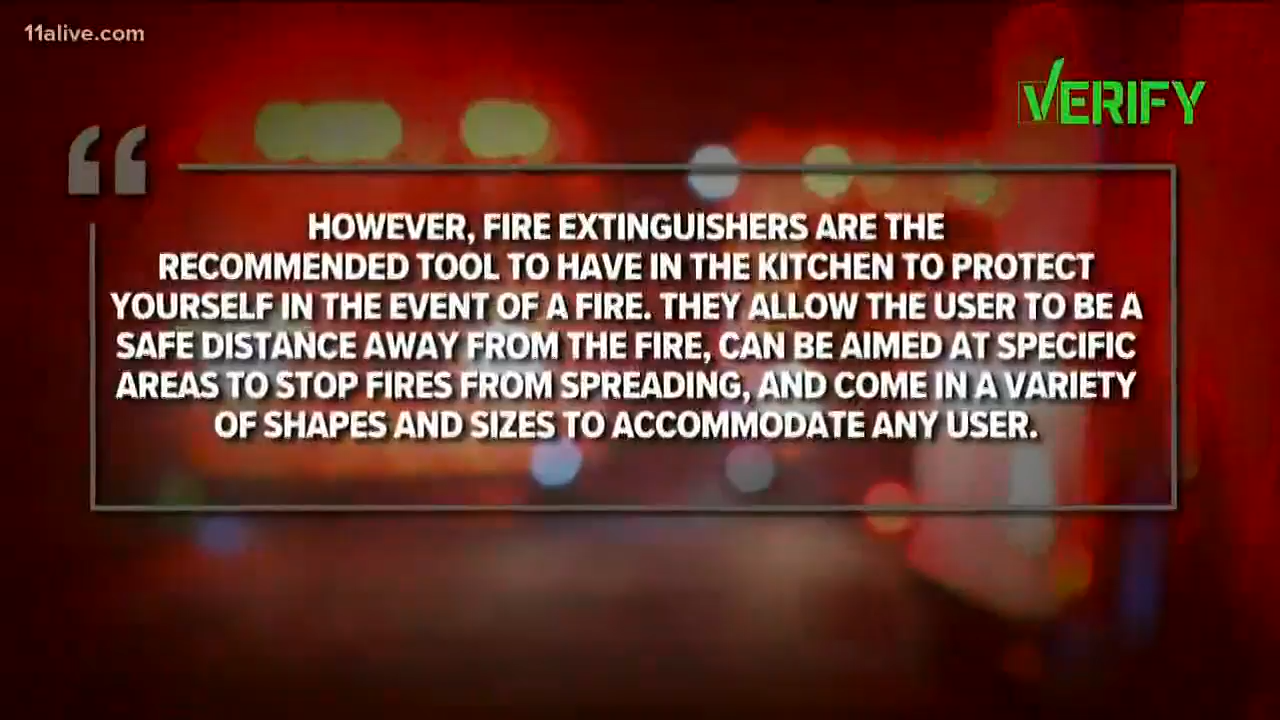 11alive.com
VERIFY
“
HOWEVER, FIRE EXTINGUISHERS ARE THE
RECOMMENDED TOOL TO HAVE IN THE KITCHEN TO PROTECT
YOURSELF IN THE EVENT OF A FIRE. THEY ALLOW THE USER TO BE A
SAFE DISTANCE AWAY FROM THE FIRE, CAN BE AIMED AT SPECIFIC
AREAS TO STOP FIRES FROM SPREADING, AND COME IN A VARIETY
OF SHAPES AND SIZES TO ACCOMMODATE ANY USER.